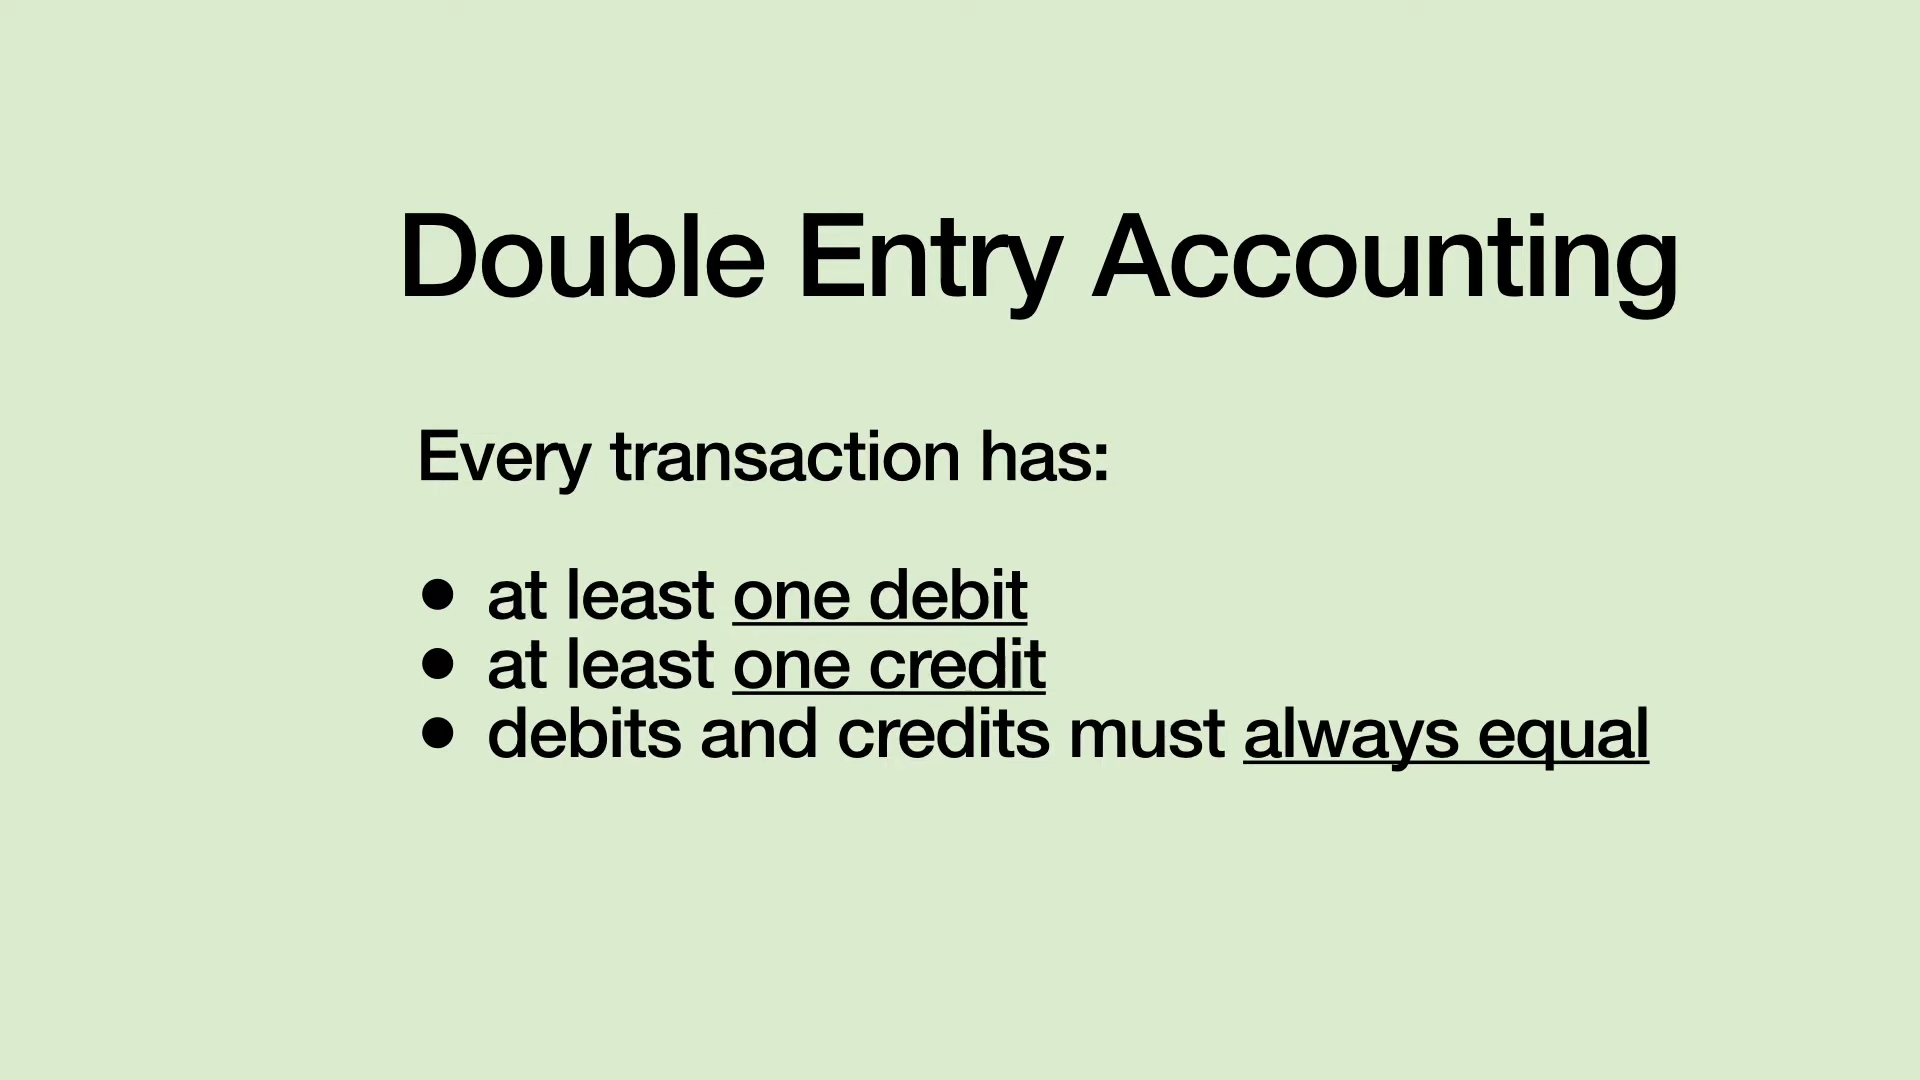 Double Entry Accounting
Every transaction has:
● at least one debit
● at least one credit
● debits and credits must always equal